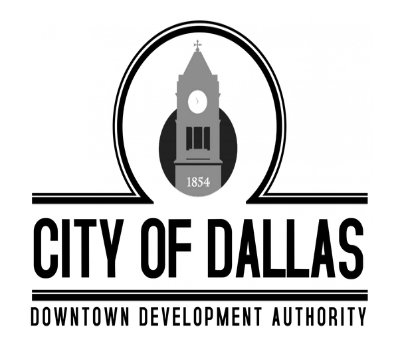 1854
CITY OF DALLAS
DOWNTOWN DEVELOPMENT AUTHORITY